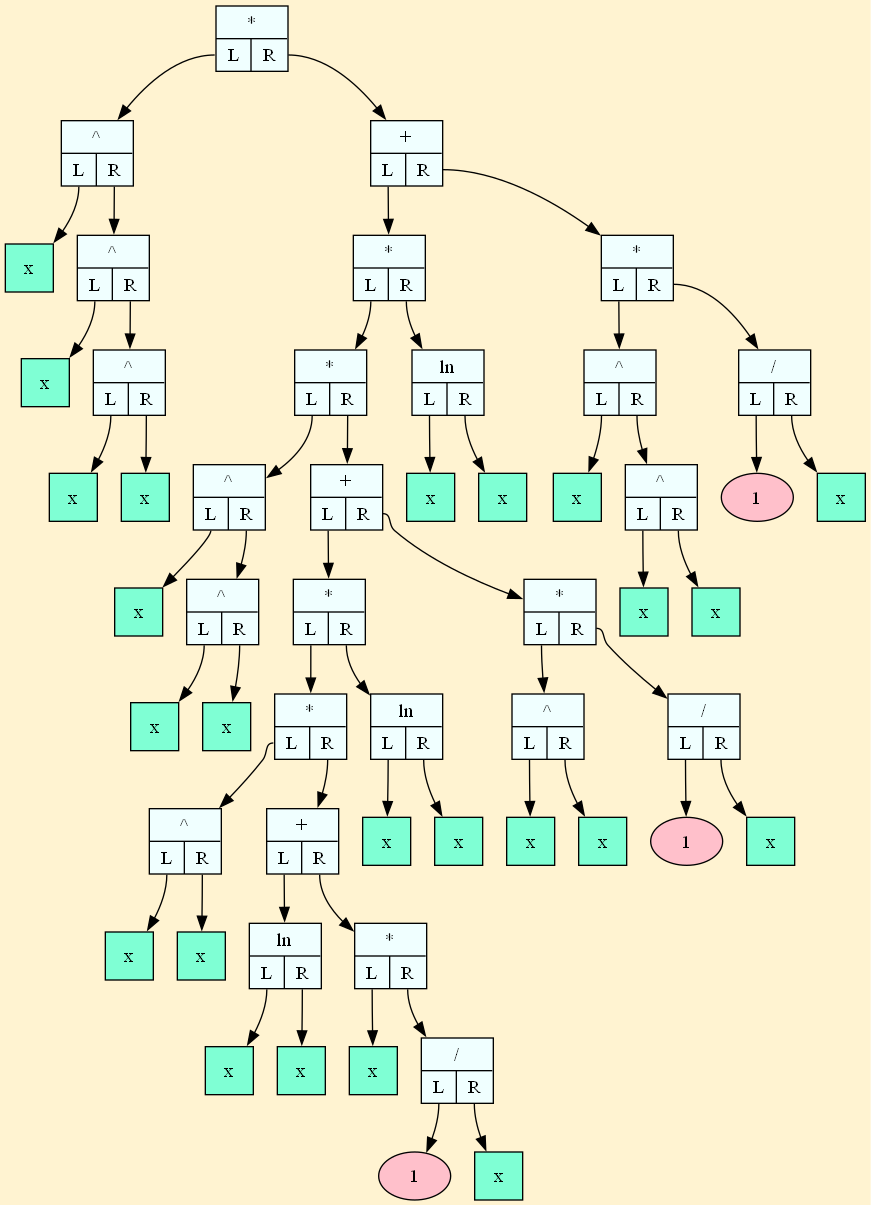 *
L R
^ +
L R L R
x ^ * *
L R L R L R
x ^ * ln ^ /
L R L R L R L R L R
x x ^ + x x x ^ 1 x
L R L R L R
x ^ * * x x
L R L R L R
x x * ln ^ /
L R L R L R L R
^ + x x x x 1 x
L R L R
x x ln *
L R L R
x x x /
L R
1 x